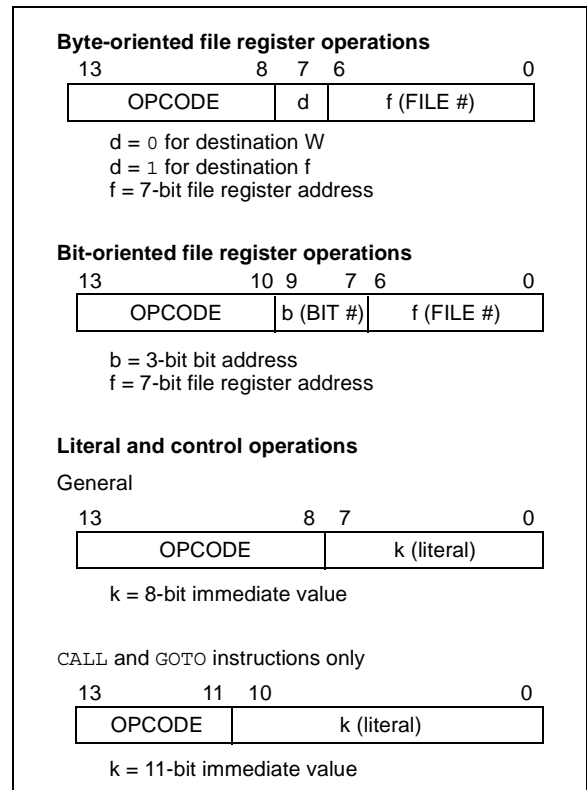 Byte-oriented file register operations
13 8 7 6 0
OPCODE d f (FILE #)
d = 0 for destination W
d = 1 for destination f
f = 7-bit file register address
Bit-oriented file register operations
13 10 9 7 6 0
OPCODE b (BIT #) f (FILE #)
b = 3-bit bit address
f = 7-bit file register address
Literal and control operations
General
13 8 7 0
OPCODE k (literal)
k = 8-bit immediate value
CALL and GOTO instructions only
13 11 10 0
OPCODE k (literal)
k = 11-bit immediate value